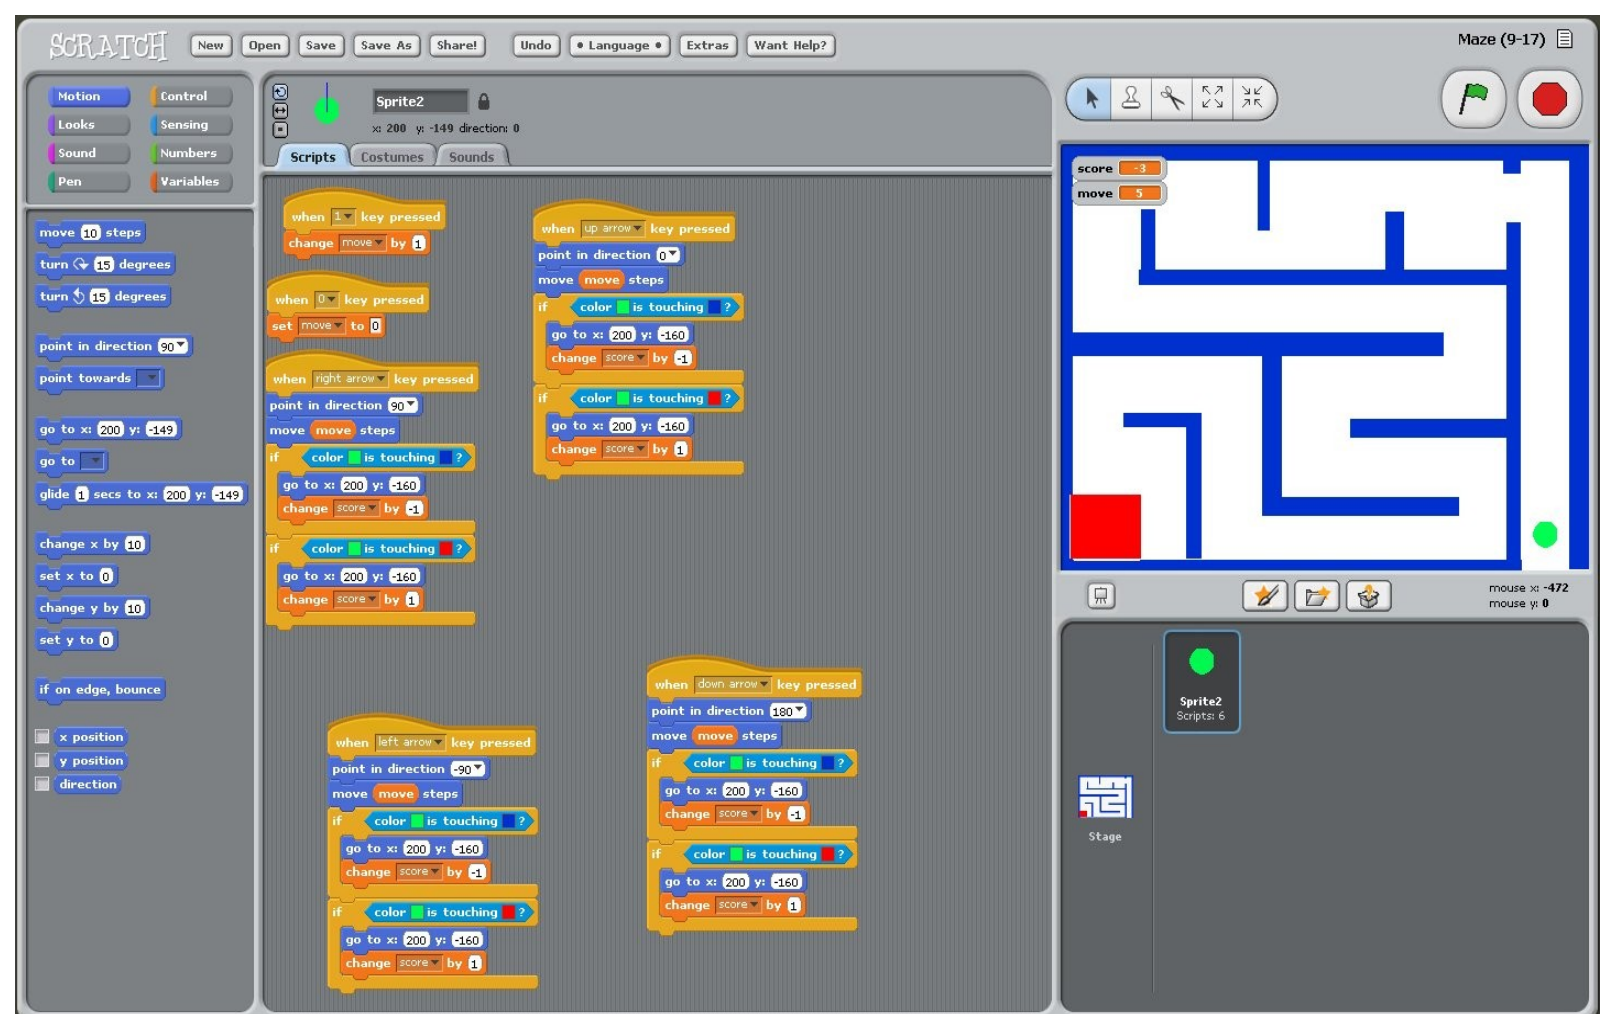 SCRATCH New Open Save Save As Share! Undo • Language • Extras Want Help? Maze (9-17)
Motion Control
Looks Sensing
Sound Numbers
Pen Variables
move 10 steps
turn 15 degrees
turn 15 degrees
point in direction 90
point towards
go to x: 200 y: -149
go to
glide 1 secs to x: 200 y: -149
change x by 10
set x to 0
change y by 10
set y to 0
if on edge, bounce
x position
y position
direction
Sprite2
x: 200 y: -149 direction: 0
Scripts Costumes Sounds
when 1 key pressed
change move by 1
when 0 key pressed
set move to 0
when right arrow key pressed
point in direction 90
move move steps
if color is touching ?
go to x: 200 y: -160
change score by -1
if color is touching ?
go to x: 200 y: -160
change score by 1
when up arrow key pressed
point in direction 0
move move steps
if color is touching ?
go to x: 200 y: -160
change score by -1
if color is touching ?
go to x: 200 y: -160
change score by 1
when left arrow key pressed
point in direction -90
move move steps
if color is touching ?
go to x: 200 y: -160
change score by -1
if color is touching ?
go to x: 200 y: -160
change score by 1
when down arrow key pressed
point in direction 180
move move steps
if color is touching ?
go to x: 200 y: -160
change score by -1
if color is touching ?
go to x: 200 y: -160
change score by 1
score -3
move 5
mouse x: -472
mouse y: 0
Sprite2
Scripts: 6
Stage